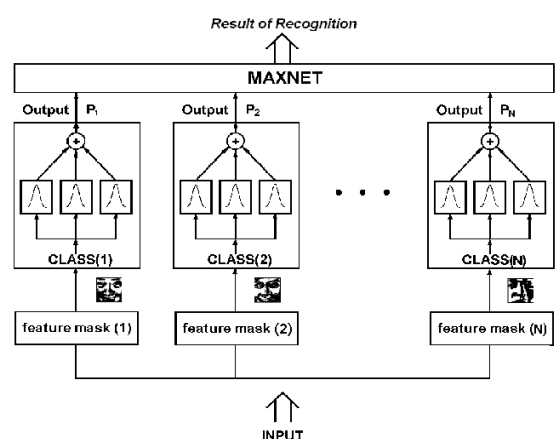 Result of Recognition
MAXNET
Output P1 Output P2 Output PN
+ + +
• • •
CLASS(1) CLASS(2) CLASS(N)
feature mask (1) feature mask (2) feature mask (N)
INPUT